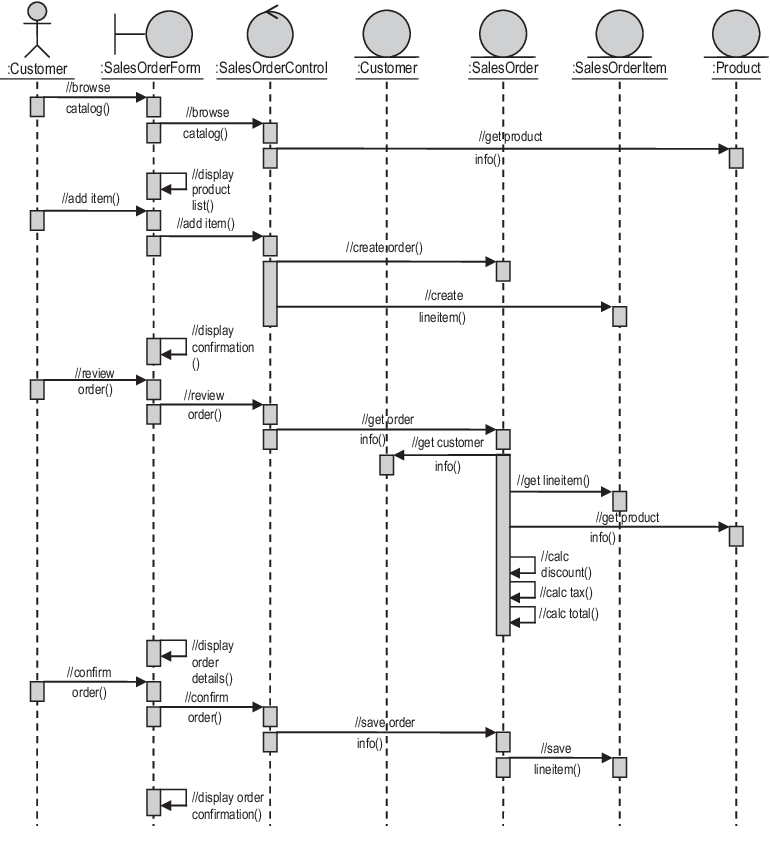 :Customer :SalesOrderForm :SalesOrderControl :Customer :SalesOrder :SalesOrderItem :Product
//browse
catalog()
//browse
catalog()
//get product
info()
//display
product
list()
//add item()
//add item()
//create order()
//create
lineitem()
//display
confirmation
()
//review
order()
//review
order()
//get order
info()
//get customer
info()
//get lineitem()
//get product
info()
//calc
discount()
//calc tax()
//calc total()
//display
order
details()
//confirm
order()
//confirm
order()
//save order
info()
//save
lineitem()
//display order
confirmation()